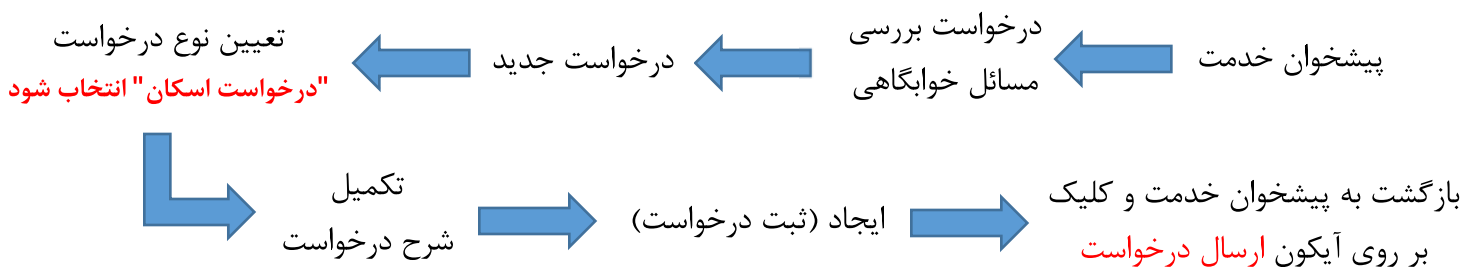 پیشخوان خدمت
درخواست بررسی
مسائل خوابگاهی
درخواست جدید
تعیین نوع درخواست
"درخواست اسکان" انتخاب شود
تکمیل
شرح درخواست
ایجاد (ثبت درخواست)
بازگشت به پیشخوان خدمت و کلیک
بر روی آیکون ارسال درخواست